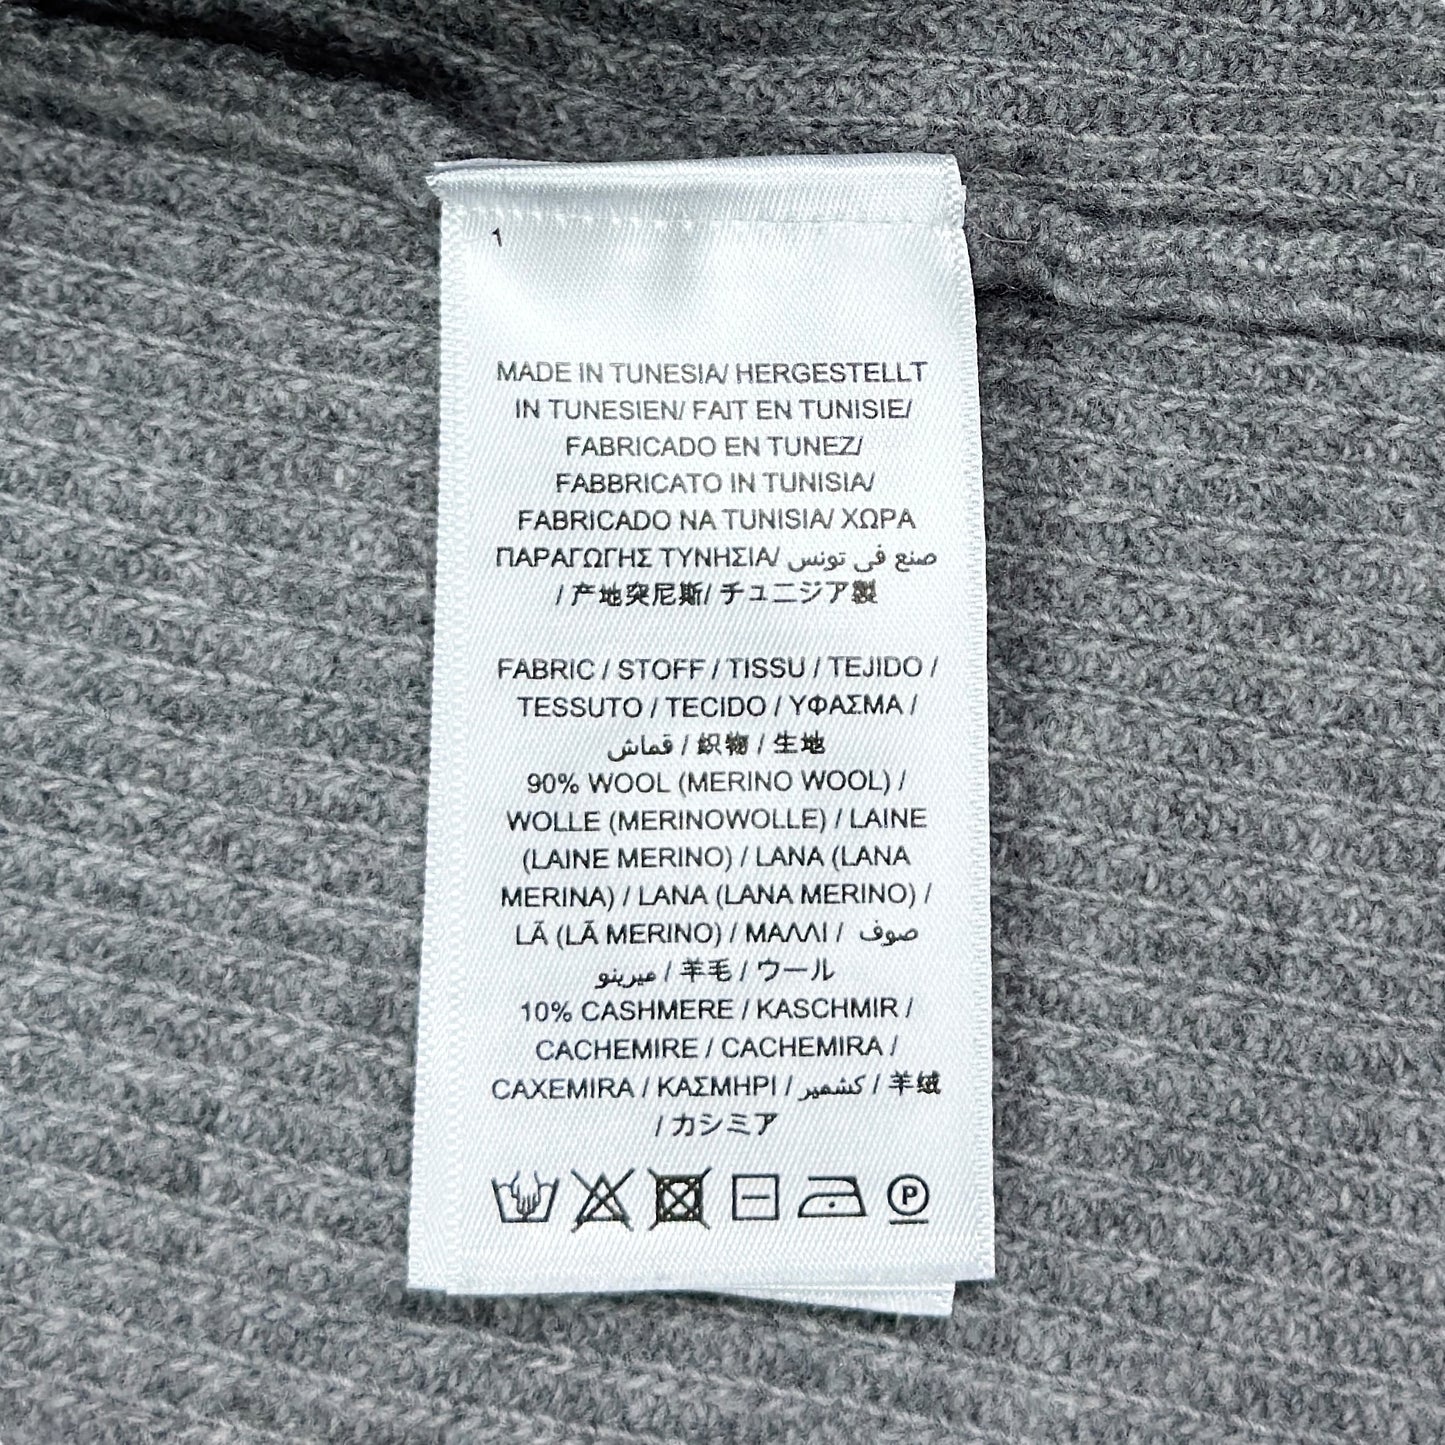 1
MADE IN TUNESIA/ HERGESTELLT
IN TUNESIEN/ FAIT EN TUNISIE/
FABRICADO EN TUNEZ/
FABBRICATO IN TUNISIA/
FABRICADO NA TUNISIA/ ΧΩΡΑ
ΠΑΡΑΓΩΓΗΣ ΤΥΝΗΣΙΑ/ صنع في تونس
/ 产地突尼斯/ チュニジア製
FABRIC / STOFF / TISSU / TEJIDO /
TESSUTO / TECIDO / ΥΦΑΣΜΑ /
قماش / 织物 / 生地
90% WOOL (MERINO WOOL) /
WOLLE (MERINOWOLLE) / LAINE
(LAINE MERINO) / LANA (LANA
MERINA) / LANA (LANA MERINO) /
LÃ (LÃ MERINO) / ΜΑΛΛΙ / صوف
ميرينو / 羊毛 / ウール
10% CASHMERE / KASCHMIR /
CACHEMIRE / CACHEMIRA /
CAXEMIRA / ΚΑΣΜΗΡΙ / كشمير / 羊绒
/ カシミア
P